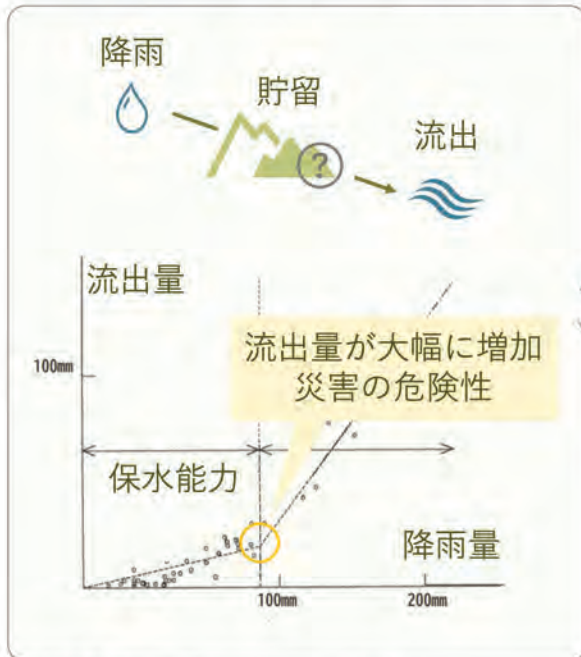 降雨
貯留
?
流出
流出量
流出量が大幅に増加
災害の危険性
100mm
保水能力
降雨量
100mm
200mm